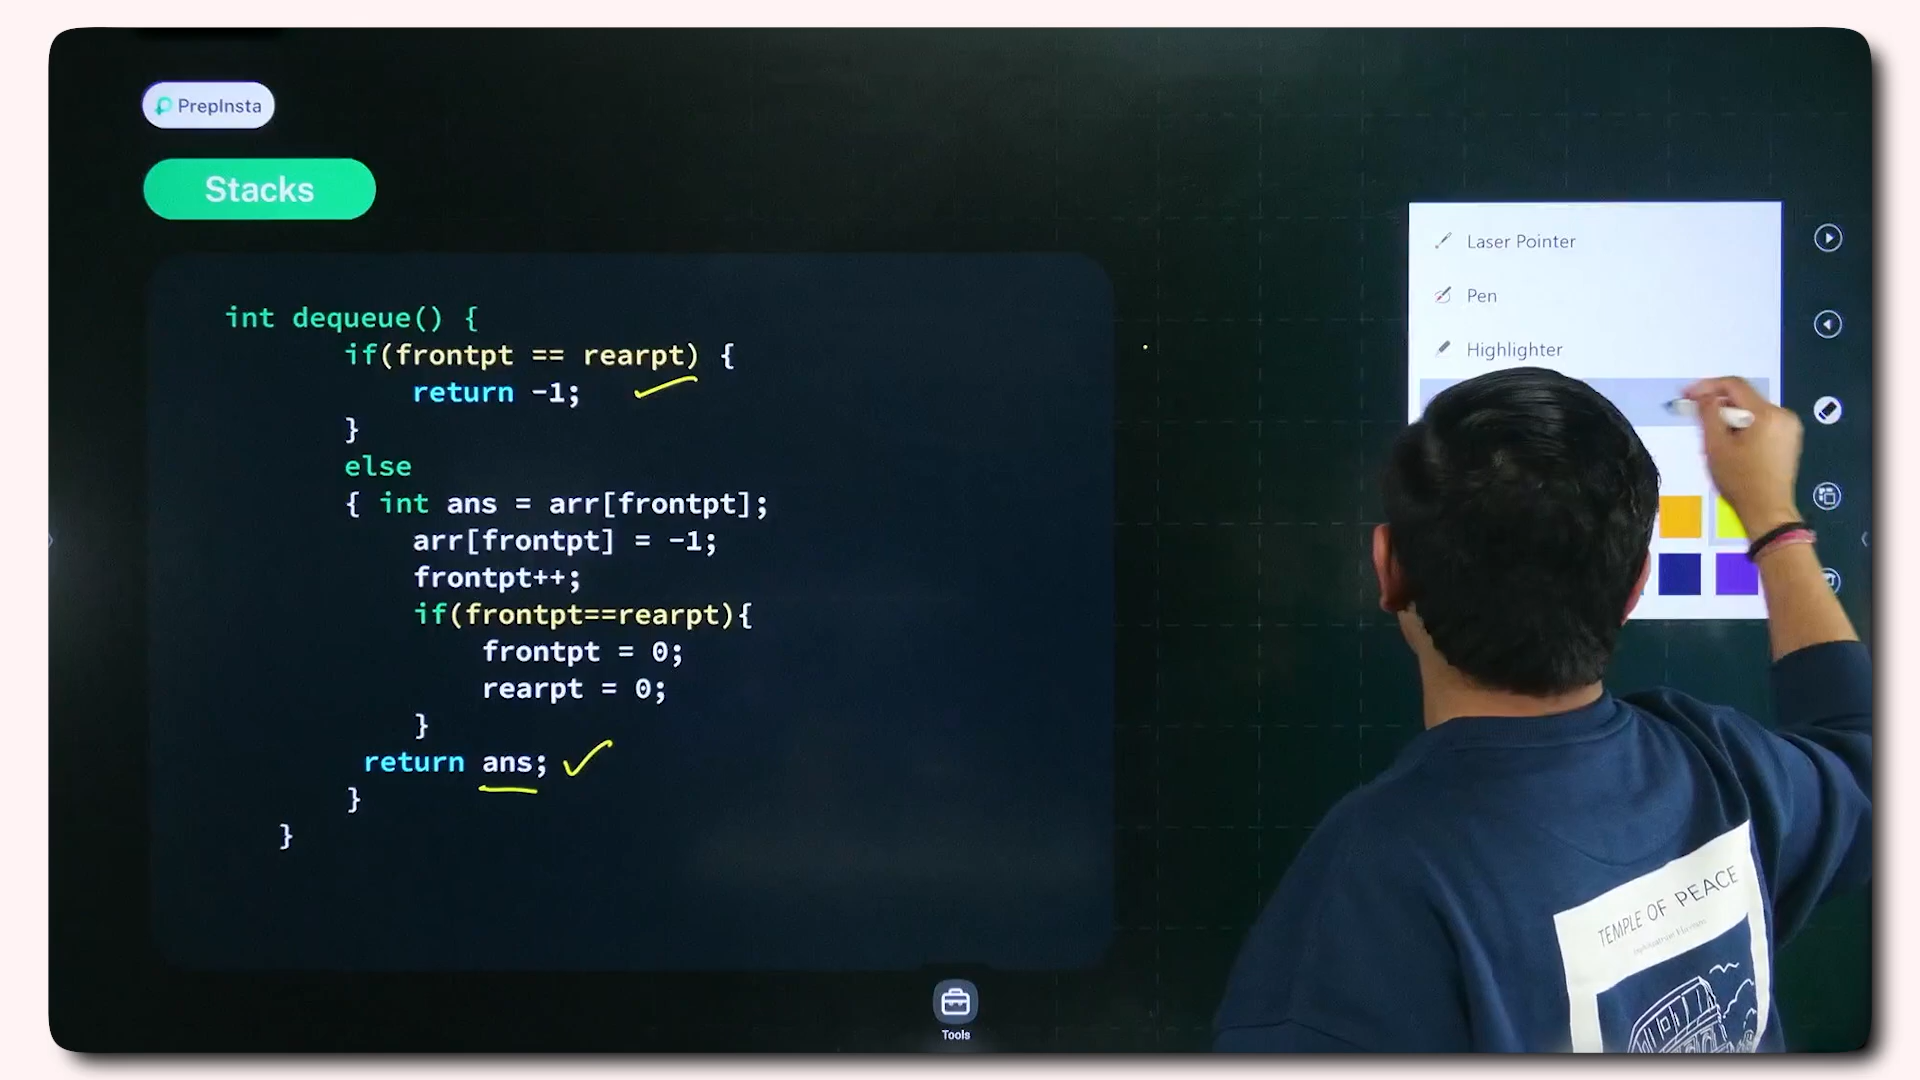 PrepInsta
Stacks
int dequeue() {
if(frontpt == rearpt) {
return -1;
}
else
{ int ans = arr[frontpt];
arr[frontpt] = -1;
frontpt++;
if(frontpt==rearpt){
frontpt = 0;
rearpt = 0;
}
return ans;
}
}
Laser Pointer
Pen
Highlighter
TEMPLE OF PEACE
Tools